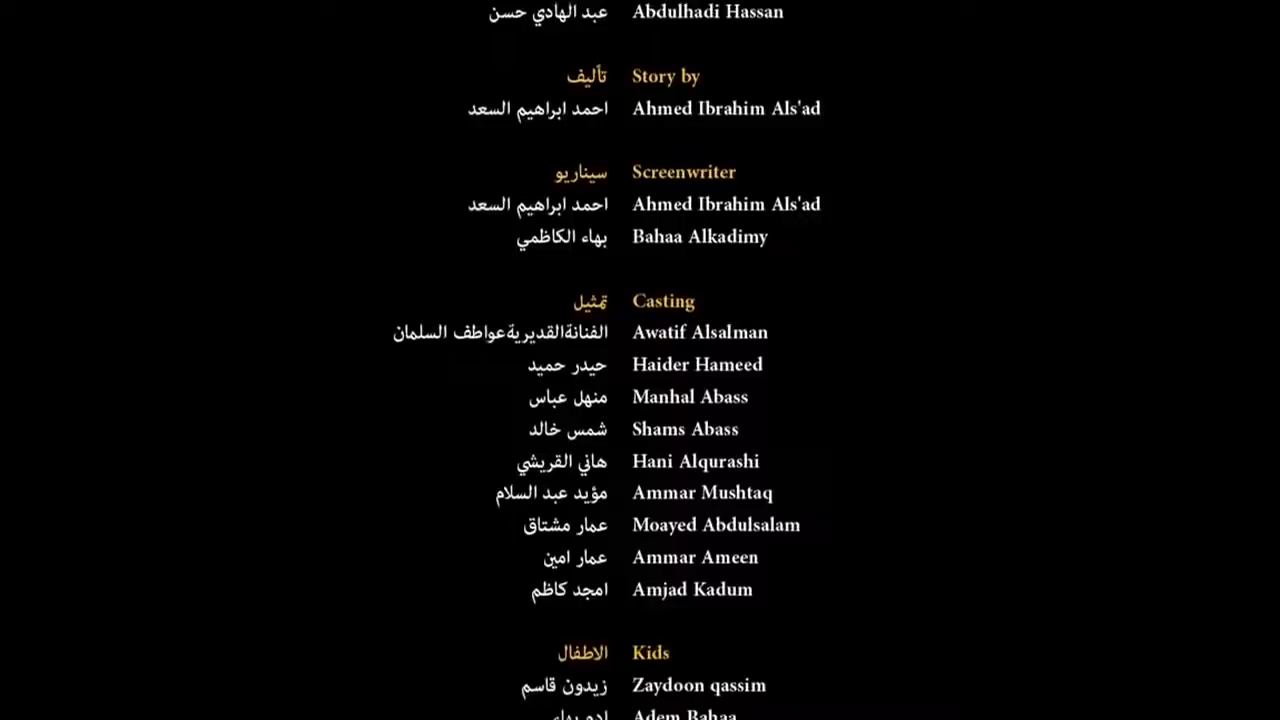 عبد الهادي حسن Abdulhadi Hassan
تأليف Story by
احمد ابراهيم السعد Ahmed Ibrahim Als'ad
سيناريو Screenwriter
احمد ابراهيم السعد Ahmed Ibrahim Als'ad
بهاء الكاظمي Bahaa Alkadimy
تمثيل Casting
الفنانةالقديريةعواطف السلمان Awatif Alsalman
حيدر حميد Haider Hameed
منهل عباس Manhal Abass
شمس خالد Shams Abass
هاني القريشي Hani Alqurashi
مؤيد عبد السلام Ammar Mushtaq
عمار مشتاق Moayed Abdulsalam
عمار امين Ammar Ameen
امجد كاظم Amjad Kadum
الاطفال Kids
زيدون قاسم Zaydoon qassim
ادم بهاء Adem Bahaa